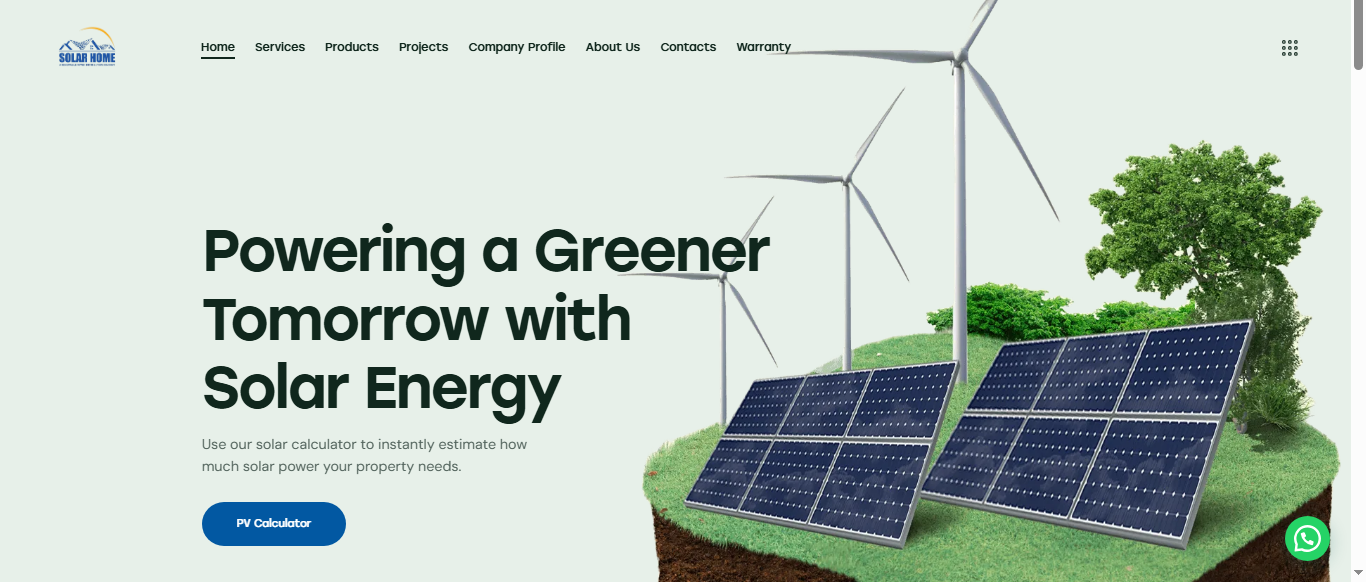 SOLAR HOME
Home Services Products Projects Company Profile About Us Contacts Warranty
Powering a Greener
Tomorrow with
Solar Energy
Use our solar calculator to instantly estimate how
much solar power your property needs.
PV Calculator